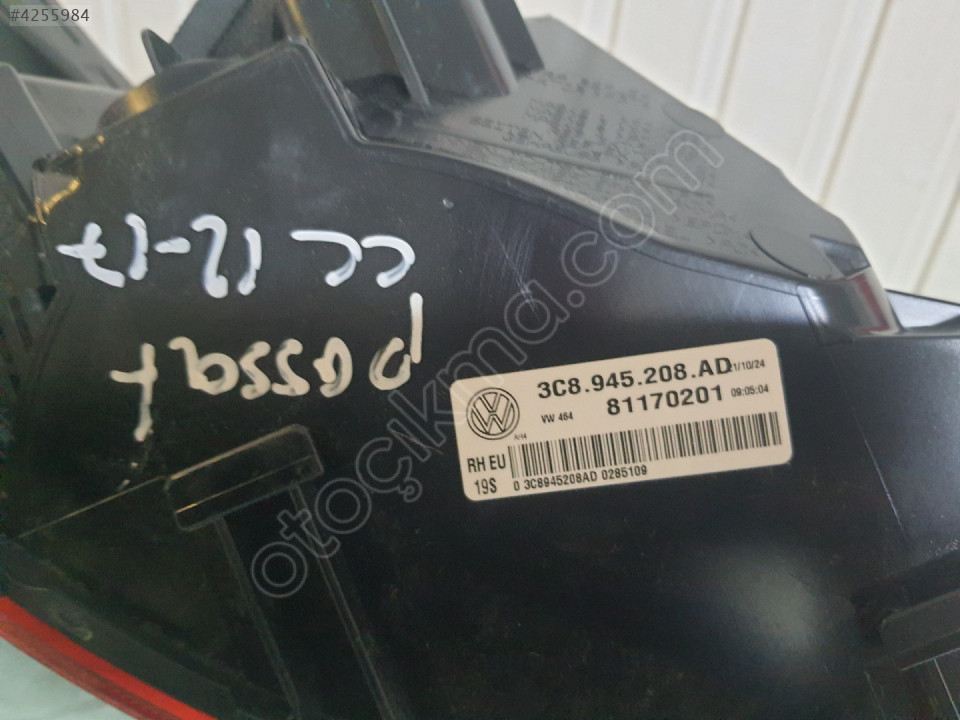 #4255984
CC 12-17
Passat
3C8.945.208.AD 21/10/24
VW 464 81170201 09:05:04
RH EU
19S 0 3C8945208AD 0285109
otoçıkma.com